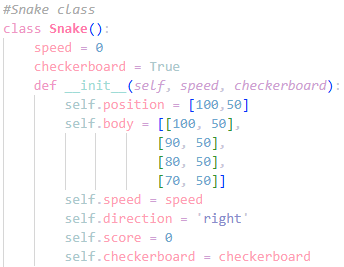 #Snake class
class Snake():
    speed = 0
    checkerboard = True
    def __init__(self, speed, checkerboard):
        self.position = [100,50]
        self.body = [[100, 50],
                    [90, 50],
                    [80, 50],
                    [70, 50]]
        self.speed = speed
        self.direction = 'right'
        self.score = 0
        self.checkerboard = checkerboard